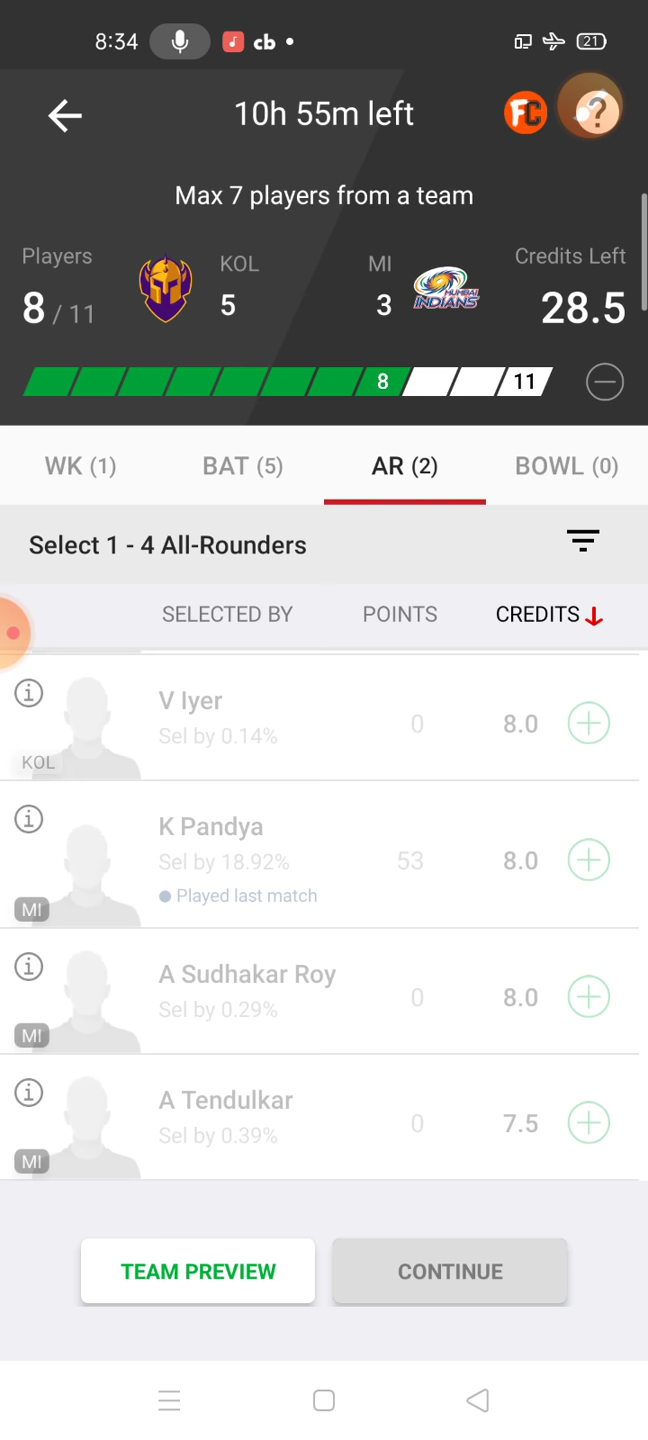 8:34
cb
21
10h 55m left
FC
?
Max 7 players from a team
Players
KOL
MI
Credits Left
8 / 11
5
3
MUMBAI
INDIANS
28.5
8
11
WK (1)
BAT (5)
AR (2)
BOWL (0)
Select 1 - 4 All-Rounders
SELECTED BY
POINTS
CREDITS
V Iyer
Sel by 0.14%
0
8.0
KOL
K Pandya
Sel by 18.92%
53
8.0
Played last match
MI
A Sudhakar Roy
Sel by 0.29%
0
8.0
MI
A Tendulkar
Sel by 0.39%
0
7.5
MI
TEAM PREVIEW
CONTINUE